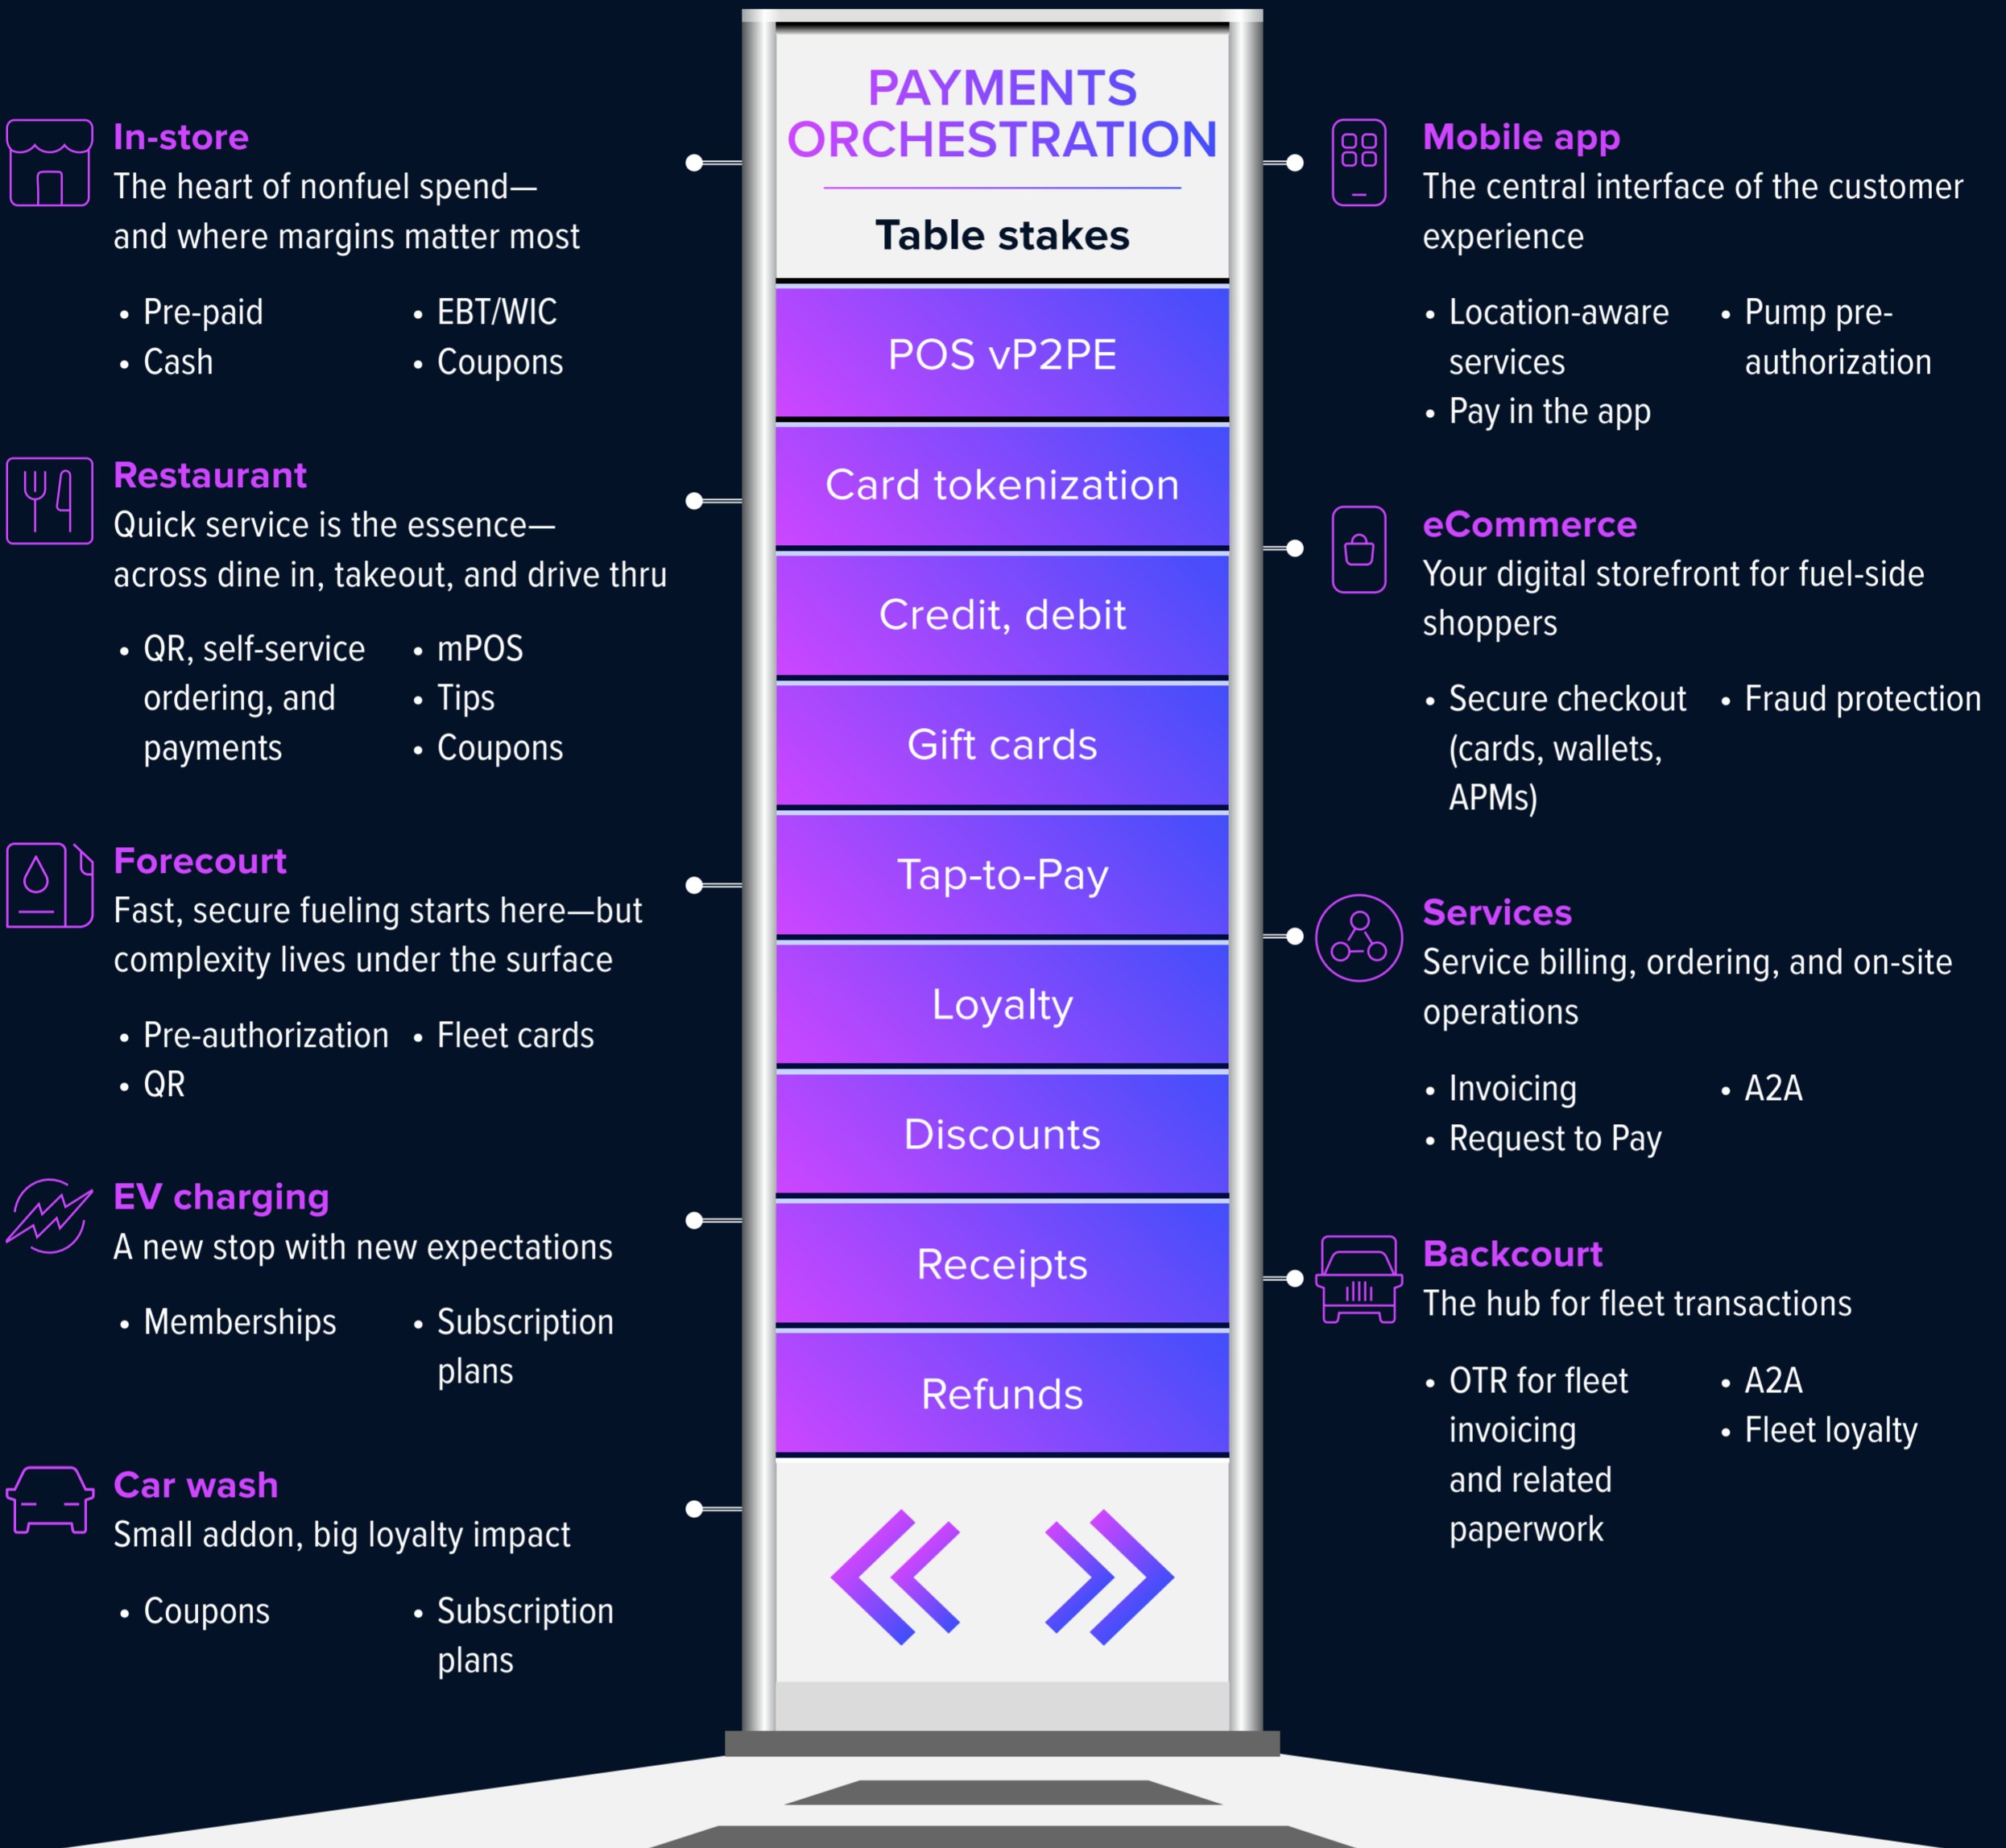 PAYMENTS
ORCHESTRATION
Table stakes
POS vP2PE
Card tokenization
Credit, debit
Gift cards
Tap-to-Pay
Loyalty
Discounts
Receipts
Refunds
In-store
The heart of nonfuel spend—
and where margins matter most
• Pre-paid
• Cash
• EBT/WIC
• Coupons
Restaurant
Quick service is the essence—
across dine in, takeout, and drive thru
• QR, self-service
ordering, and
payments
• mPOS
• Tips
• Coupons
Forecourt
Fast, secure fueling starts here—but
complexity lives under the surface
• Pre-authorization
• QR
• Fleet cards
EV charging
A new stop with new expectations
• Memberships
• Subscription
plans
Car wash
Small addon, big loyalty impact
• Coupons
• Subscription
plans
Mobile app
The central interface of the customer
experience
• Location-aware
services
• Pay in the app
• Pump pre-
authorization
eCommerce
Your digital storefront for fuel-side
shoppers
• Secure checkout
(cards, wallets,
APMs)
• Fraud protection
Services
Service billing, ordering, and on-site
operations
• Invoicing
• Request to Pay
• A2A
Backcourt
The hub for fleet transactions
• OTR for fleet
invoicing
and related
paperwork
• A2A
• Fleet loyalty